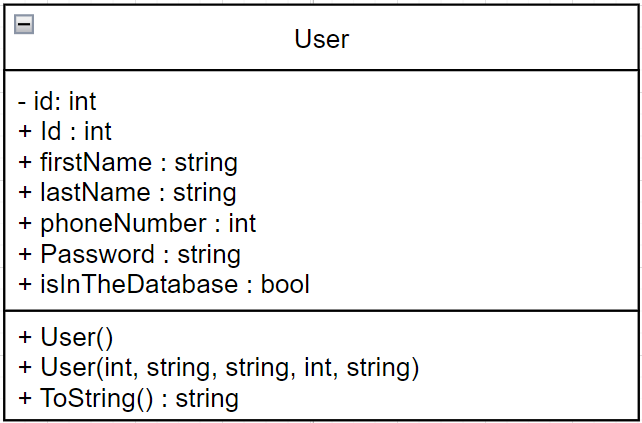 User
- id: int
+ Id : int
+ firstName : string
+ lastName : string
+ phoneNumber : int
+ Password : string
+ isInTheDatabase : bool
+ User()
+ User(int, string, string, int, string)
+ ToString() : string